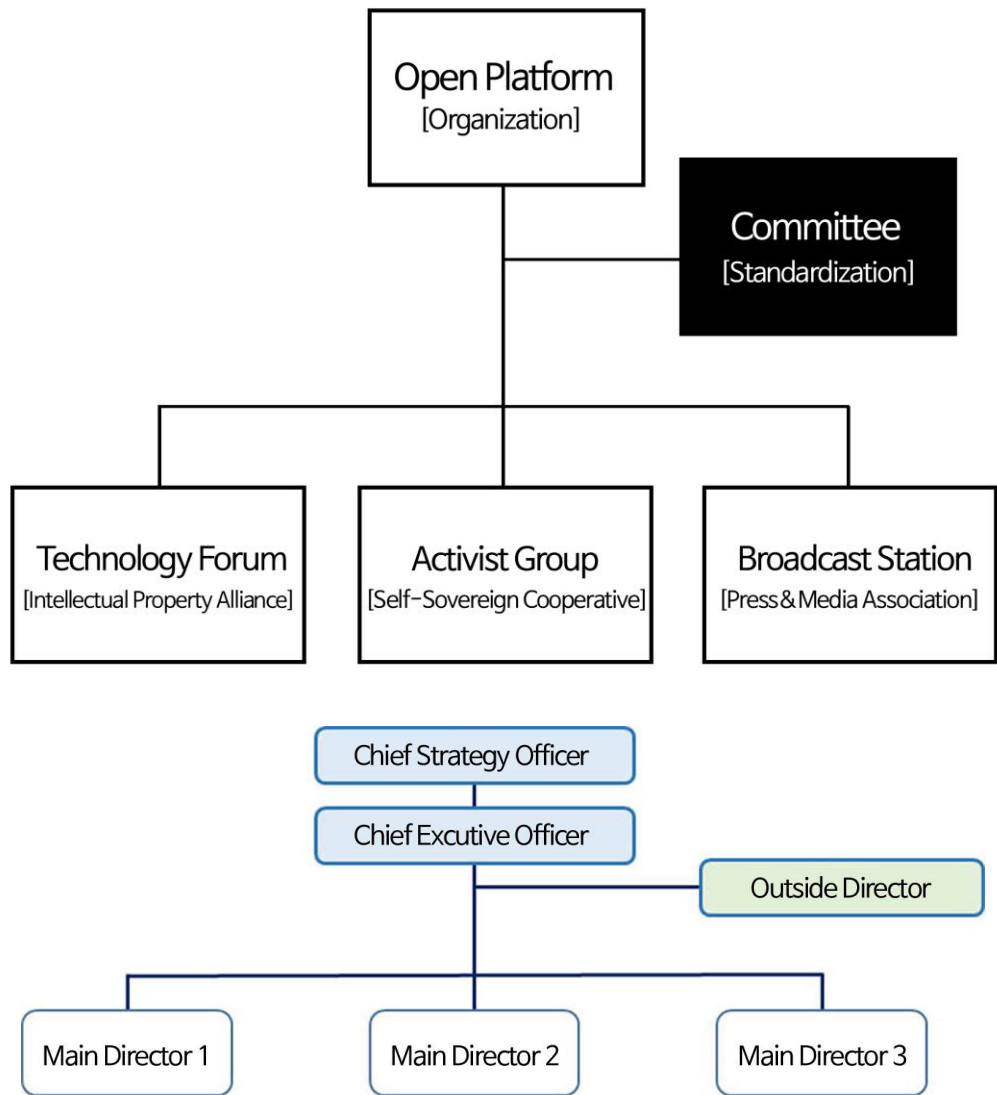 Open Platform
[Organization]
Committee
[Standardization]
Technology Forum
[Intellectual Property Alliance]
Activist Group
[Self-Sovereign Cooperative]
Broadcast Station
[Press & Media Association]
Chief Strategy Officer
Chief Excutive Officer
Outside Director
Main Director 1
Main Director 2
Main Director 3